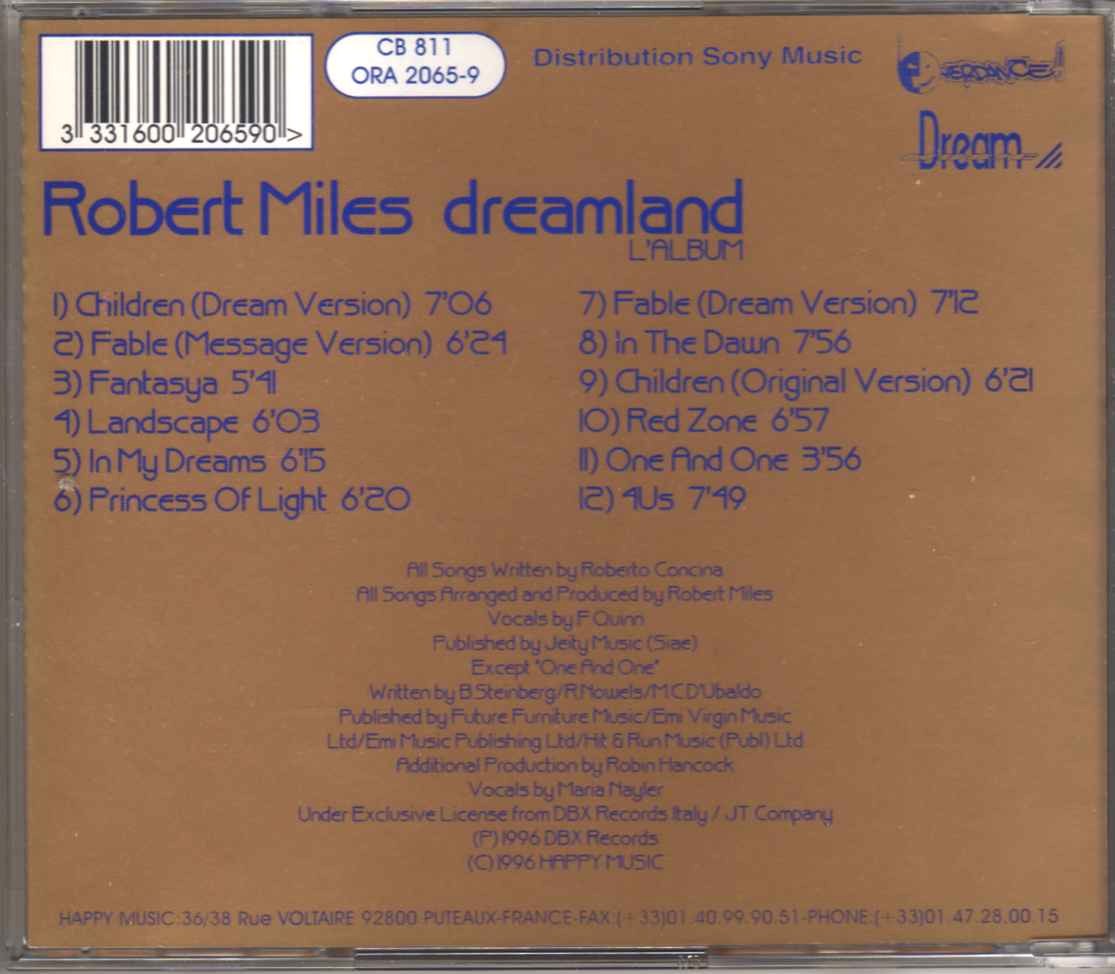 3 331600 206590 >
CB 811
ORA 2065-9
Distribution Sony Music
OVERDANCE
Dream
Robert Miles dreamland
L'ALBUM
1) Children (Dream Version) 7'06
2) Fable (Message Version) 6'24
3) Fantasya 5'41
4) Landscape 6'03
5) In My Dreams 6'15
6) Princess Of Light 6'20
7) Fable (Dream Version) 7'12
8) In The Dawn 7'56
9) Children (Original Version) 6'21
10) Red Zone 6'57
11) One And One 3'56
12) 4Us 7'49
All Songs Written by Roberto Concina
All Songs Arranged and Produced by Robert Miles
Vocals by F Quinn
Published by Jeity Music (Siae)
Except "One And One"
Written by B.Steinberg/R.Nowels/M.C.D'Ubaldo
Published by Future Furniture Music/Emi Virgin Music
Ltd/Emi Music Publishing Ltd/Hit & Run Music (Publ) Ltd
Additional Production by Robin Hancock
Vocals by Maria Nayler
Under Exclusive License from DBX Records Italy / JT Company
(P) 1996 DBX Records
(C) 1996 HAPPY MUSIC
HAPPY MUSIC:36/38 Rue VOLTAIRE 92800 PUTEAUX-FRANCE-FAX:(+33)01.40.99.90.51-PHONE:(+33)01 47.28.00 15